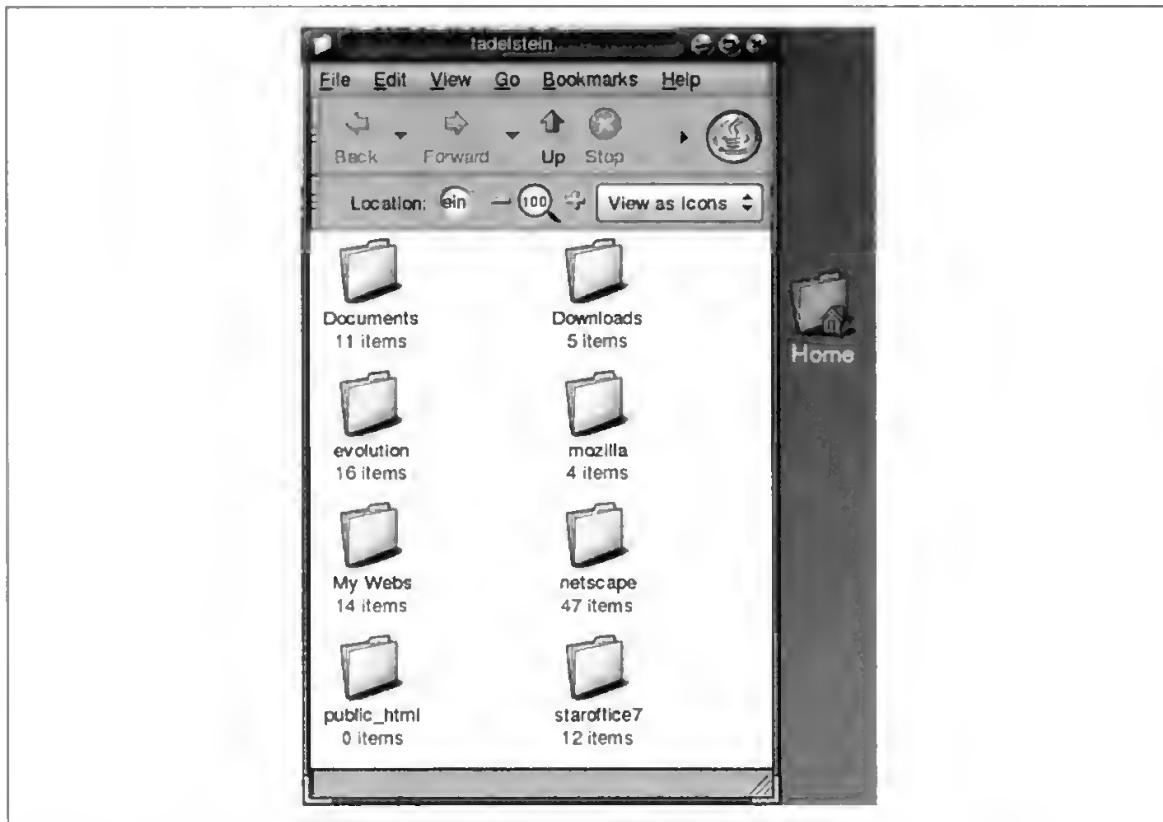 tadelstein
File Edit View Go Bookmarks Help
Back Forward Up Stop
Location: ein 100 View as Icons
Documents Downloads
11 items 5 items
Home
evolution mozilla
16 items 4 items
My Webs netscape
14 items 47 items
public_html staroffice7
0 items 12 items